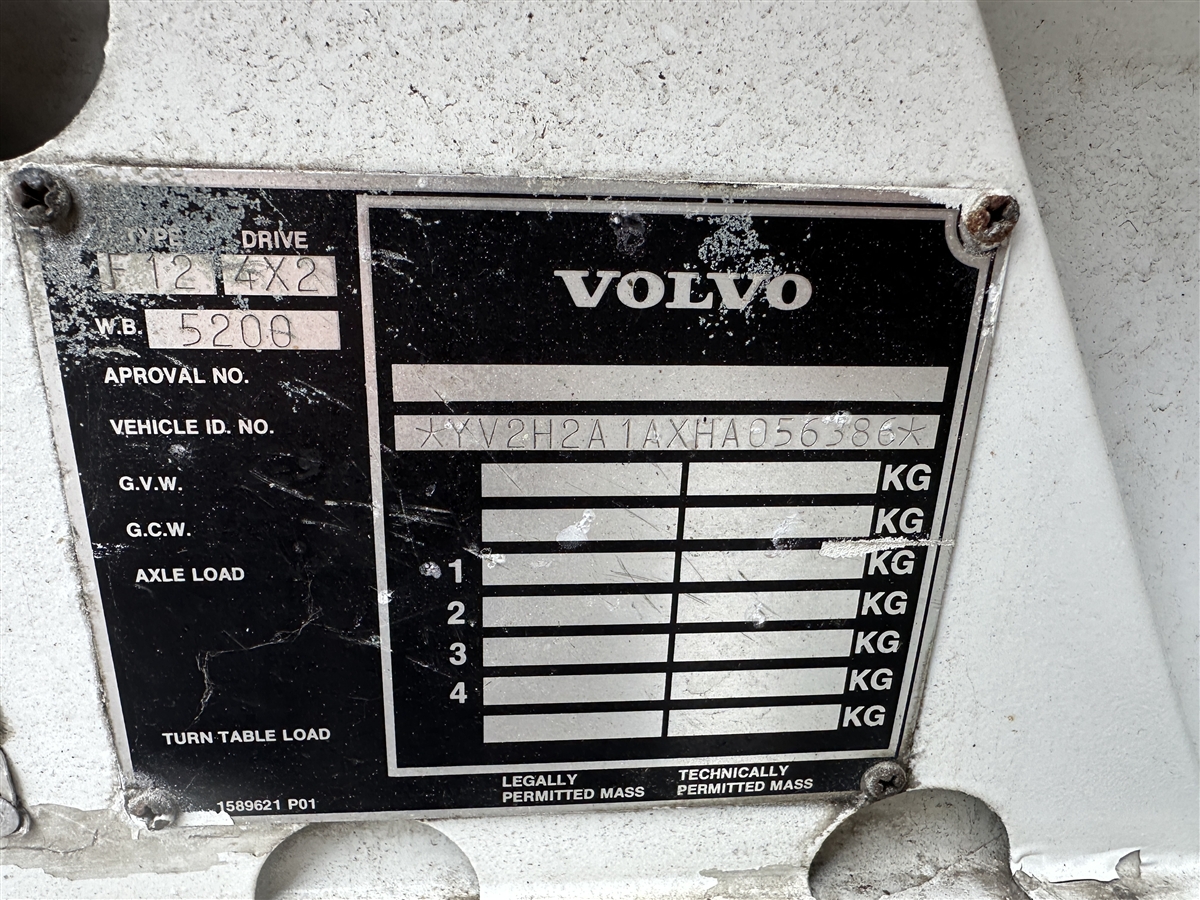 TYPE DRIVE
F12 4X2
VOLVO
W.B. 5200
APROVAL NO.
VEHICLE ID. NO. *YV2H2A1AXHA056386*
G.V.W. KG
G.C.W. KG
AXLE LOAD 1 KG
2 KG
3 KG
4 KG
TURN TABLE LOAD KG
LEGALLY PERMITTED MASS
TECHNICALLY PERMITTED MASS
1589621 P01